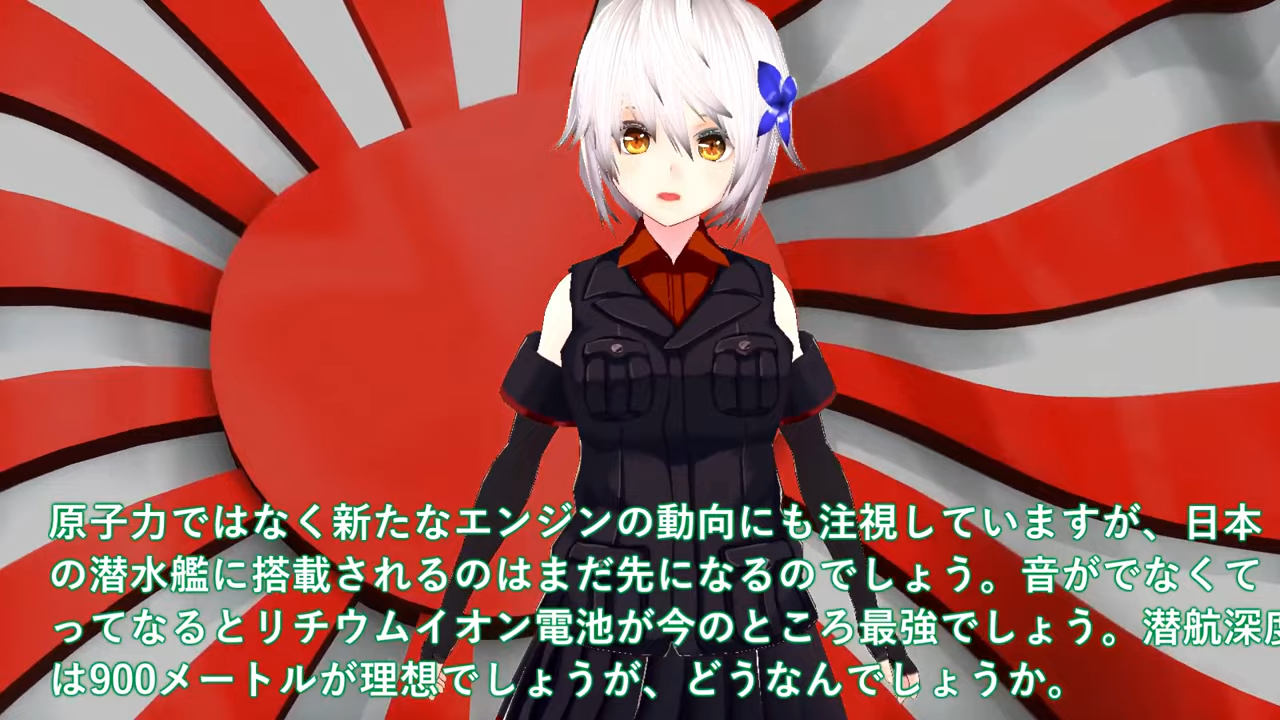 原子力ではなく新たなエンジンの動向にも注視していますが、日本
の潜水艦に搭載されるのはまだ先になるのでしょう。音がでなくて
ってなるとリチウムイオン電池が今のところ最強でしょう。潜航深度
は900メートルが理想でしょうが、どうなんでしょうか。